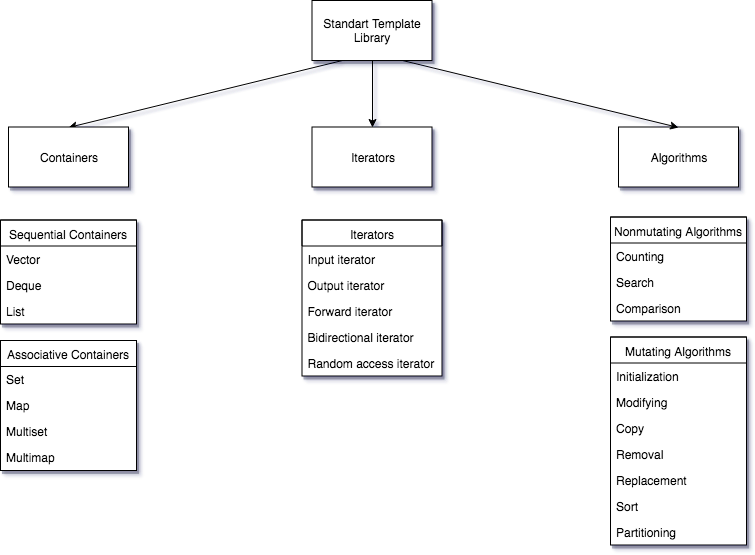 Standart Template
Library
Containers
Iterators
Algorithms
Sequential Containers
Vector
Deque
List
Associative Containers
Set
Map
Multiset
Multimap
Iterators
Input iterator
Output iterator
Forward iterator
Bidirectional iterator
Random access iterator
Nonmutating Algorithms
Counting
Search
Comparison
Mutating Algorithms
Initialization
Modifying
Copy
Removal
Replacement
Sort
Partitioning